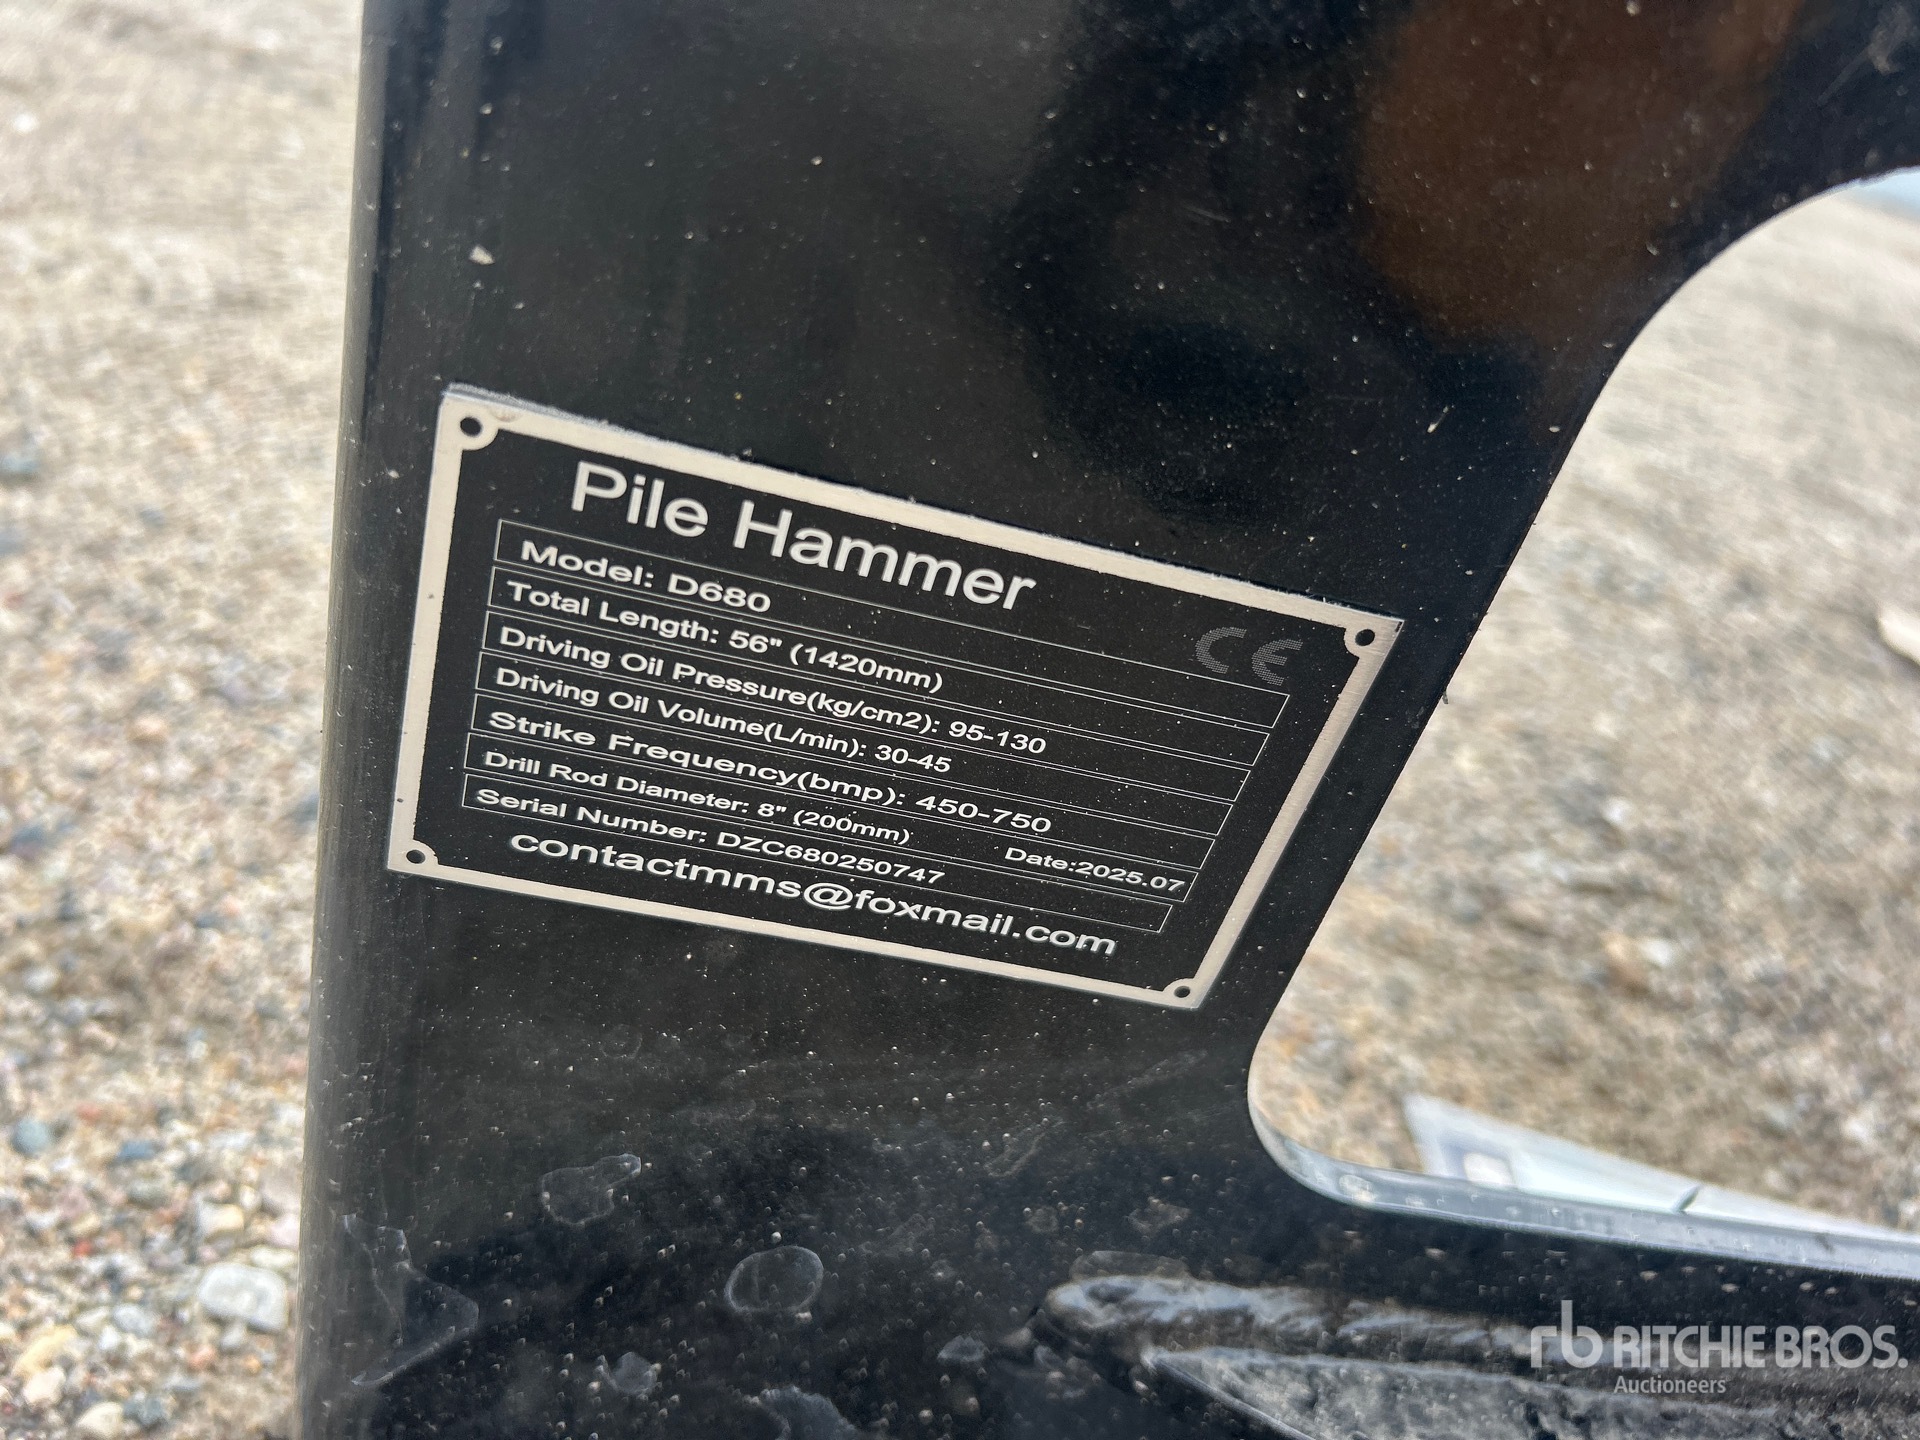 Pile Hammer
Model: D680
CE
Total Length: 56" (1420mm)
Driving Oil Pressure(kg/cm2): 95-130
Driving Oil Volume(L/min): 30-45
Strike Frequency(bmp): 450-750
Drill Rod Diameter: 8" (200mm)
Serial Number: DZC680250747 Date:2025.07
contactmms@foxmail.com
rb RITCHIE BROS.
Auctioneers